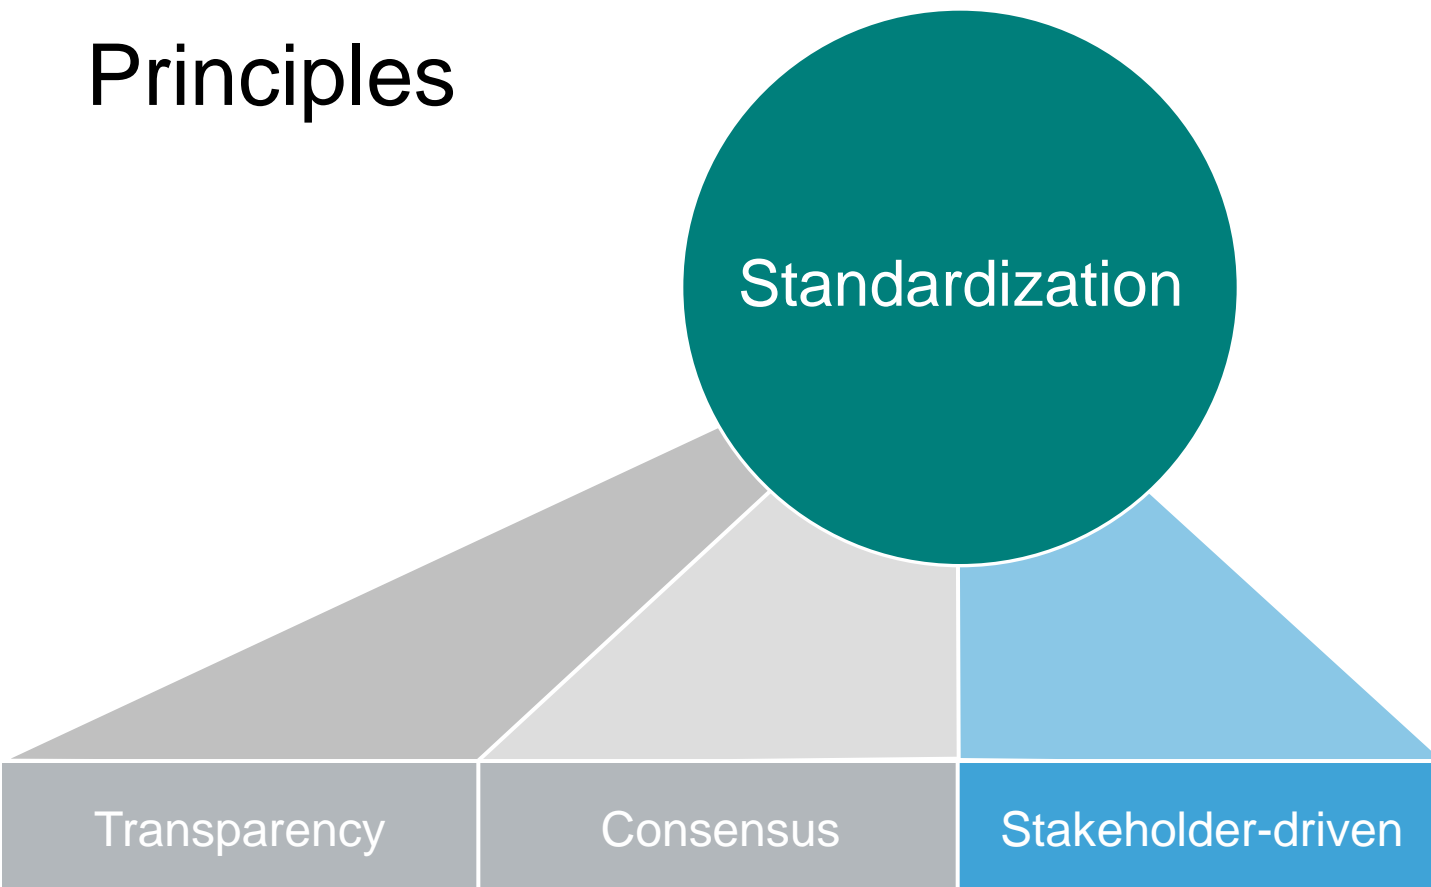 Principles
Standardization
Transparency
Consensus
Stakeholder-driven